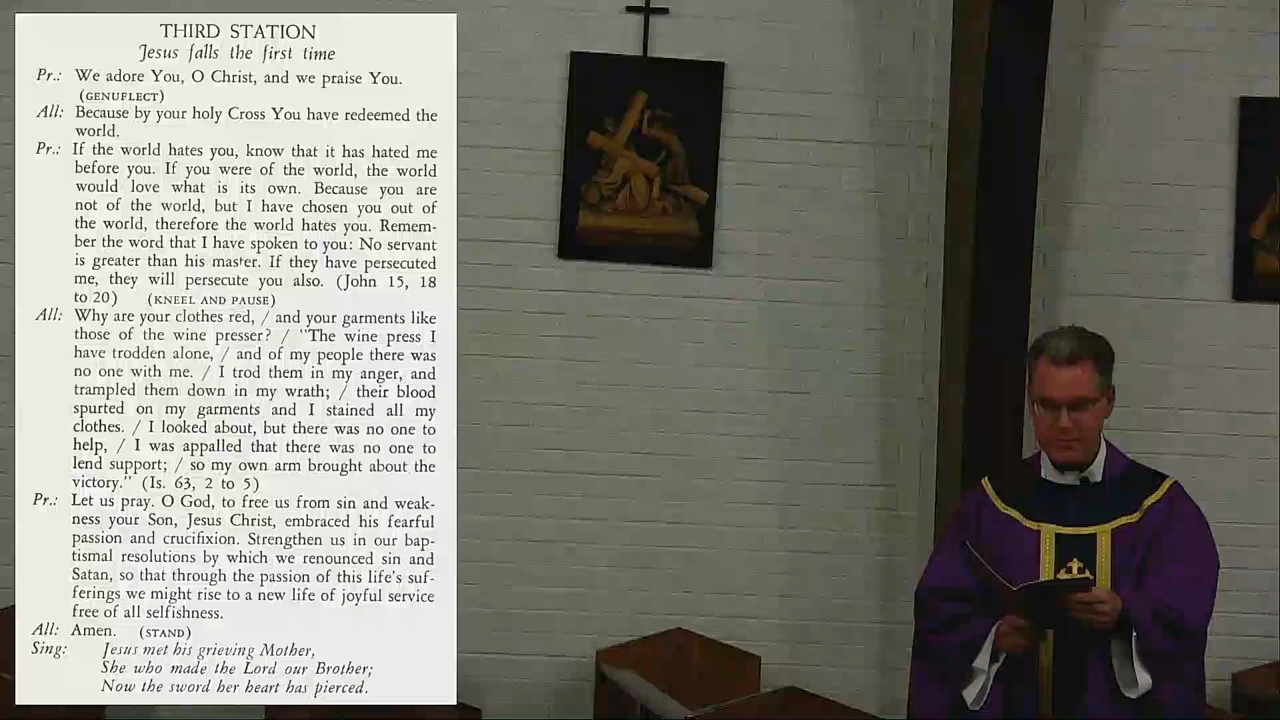 THIRD STATION
Jesus falls the first time
Pr.: We adore You, O Christ, and we praise You.
(GENUFLECT)
All: Because by your holy Cross You have redeemed the
world.
Pr.: If the world hates you, know that it has hated me
before you. If you were of the world, the world
would love what is its own. Because you are
not of the world, but I have chosen you out of
the world, therefore the world hates you. Remem-
ber the word that I have spoken to you: No servant
is greater than his master. If they have persecuted
me, they will persecute you also. (John 15, 18
to 20) (KNEEL AND PAUSE)
All: Why are your clothes red, / and your garments like
those of the wine presser? / "The wine press I
have trodden alone, / and of my people there was
no one with me. / I trod them in my anger, and
trampled them down in my wrath; / their blood
spurted on my garments and I stained all my
clothes. / I looked about, but there was no one to
help, / I was appalled that there was no one to
lend support; / so my own arm brought about the
victory." (Is. 63, 2 to 5)
Pr.: Let us pray. O God, to free us from sin and weak-
ness your Son, Jesus Christ, embraced his fearful
passion and crucifixion. Strengthen us in our bap-
tismal resolutions by which we renounced sin and
Satan, so that through the passion of this life's suf-
ferings we might rise to a new life of joyful service
free of all selfishness.
All: Amen. (STAND)
Sing: Jesus met his grieving Mother,
She who made the Lord our Brother;
Now the sword her heart has pierced.